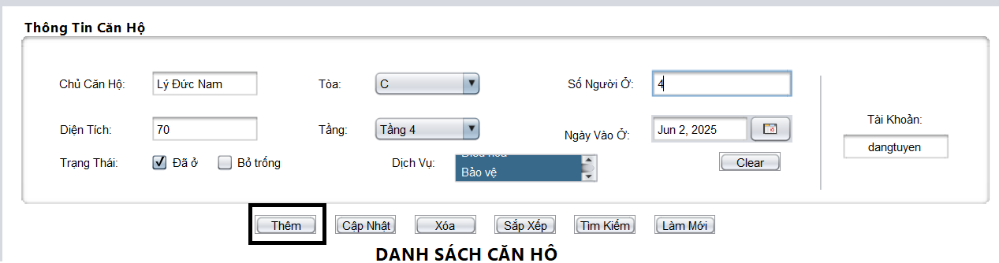 Thông Tin Căn Hộ
Chủ Căn Hộ: Lý Đức Nam Tòa: C Số Người Ở: 4
Diện Tích: 70 Tầng: Tầng 4 Ngày Vào Ở: Jun 2, 2025 Tài Khoản:
dangtuyen
Trạng Thái: Đã ở Bỏ trống Dịch Vụ: Bảo vệ Clear
Thêm Cập Nhật Xóa Sắp Xếp Tìm Kiếm Làm Mới
DANH SÁCH CĂN HỘ